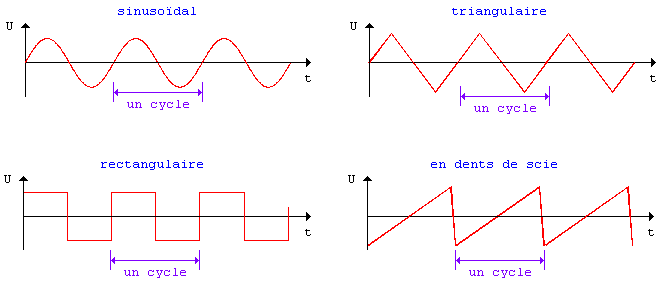 sinusoïdal
U
t
un cycle
triangulaire
U
t
un cycle
rectangulaire
U
t
un cycle
en dents de scie
U
t
un cycle